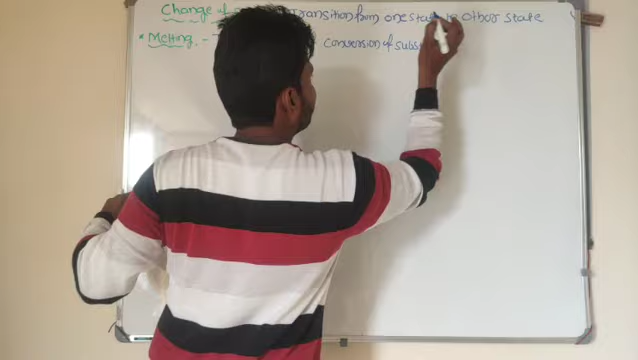 Change of Transition from one state to other state
* Melting. - Conversion of subs